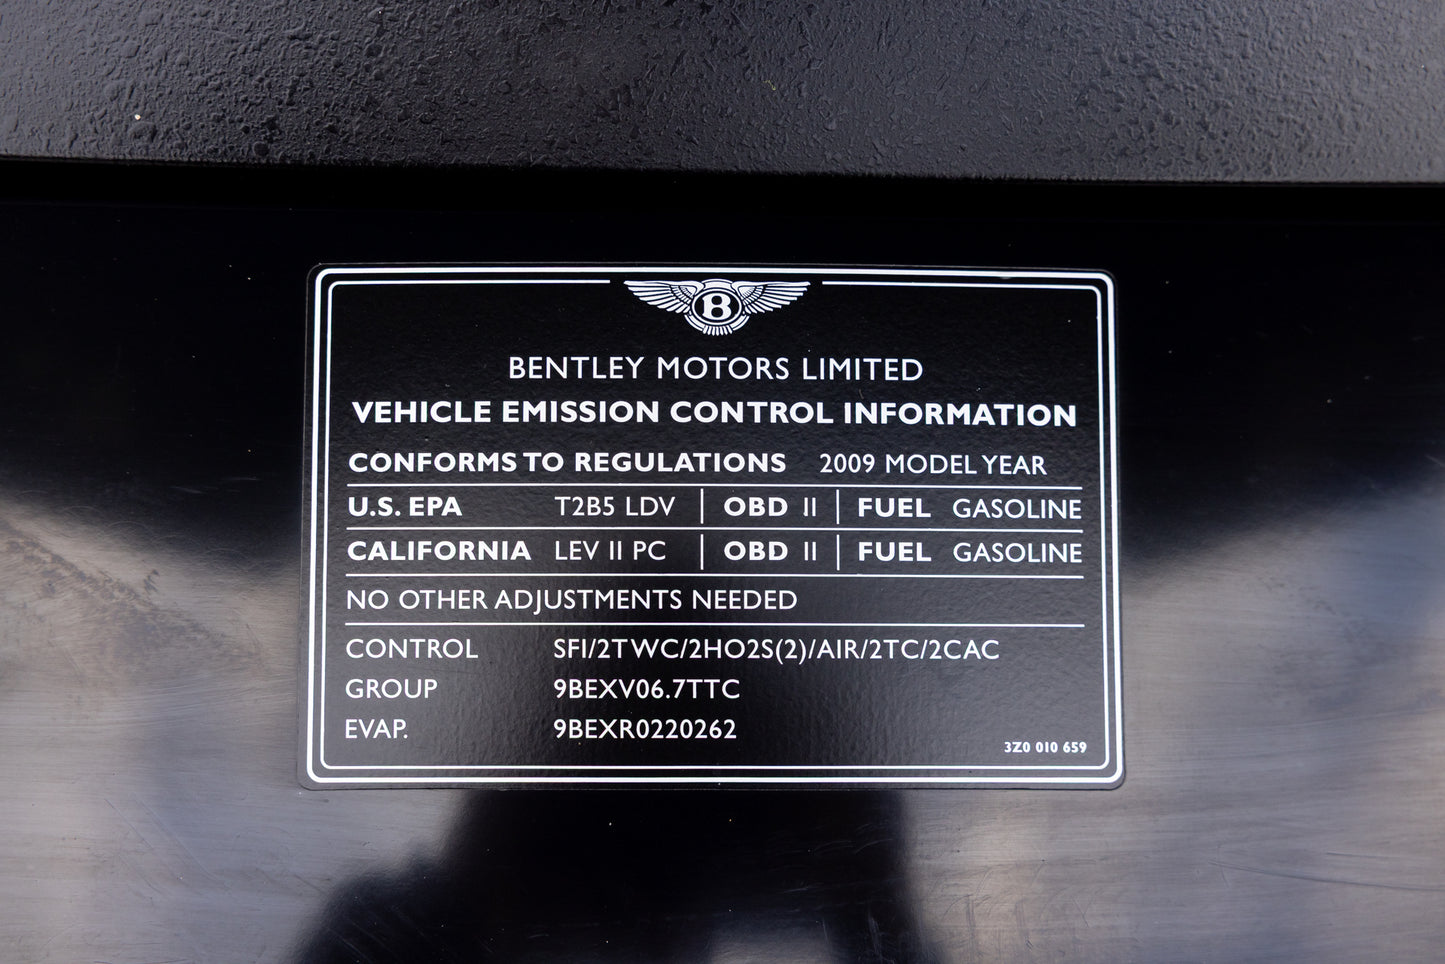 B
BENTLEY MOTORS LIMITED
VEHICLE EMISSION CONTROL INFORMATION
CONFORMS TO REGULATIONS 2009 MODEL YEAR
U.S. EPA T2B5 LDV OBD II FUEL GASOLINE
CALIFORNIA LEV II PC OBD II FUEL GASOLINE
NO OTHER ADJUSTMENTS NEEDED
CONTROL SFI/2TWC/2HO2S(2)/AIR/2TC/2CAC
GROUP 9BEXV06.7TTC
EVAP. 9BEXR0220262
3Z0 010 659